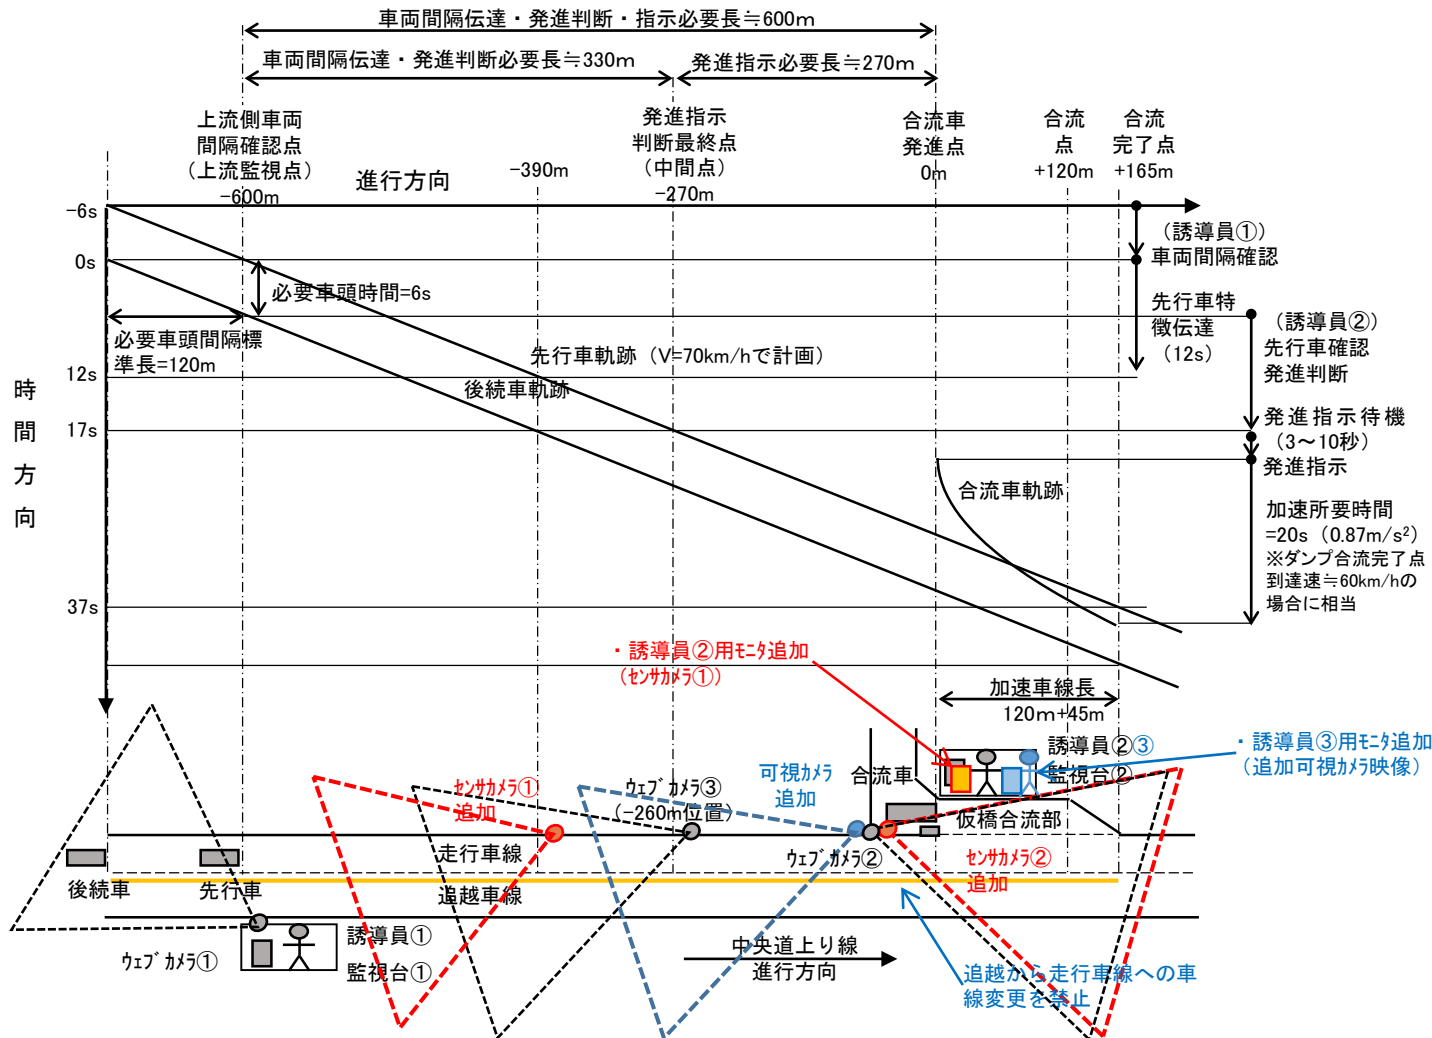 車両間隔伝達・発進判断・指示必要長≒600m
車両間隔伝達・発進判断必要長≒330m
発進指示必要長≒270m
上流側車両
間隔確認点
（上流監視点）
-600m
進行方向
-390m
発進指示
判断最終点
（中間点）
-270m
合流車
発進点
0m
合流
点
+120m
合流
完了点
+165m
-6s
0s
12s
17s
37s
時間方向
必要車頭時間=6s
必要車頭間隔標
準長=120m
先行車軌跡（V=70km/hで計画）
後続車軌跡
合流車軌跡
（誘導員①）
車両間隔確認
先行車特
徴伝達
（12s）
（誘導員②）
先行車確認
発進判断
発進指示待機
（3～10秒）
発進指示
加速所要時間
=20s（0.87m/s²）
※ダンプ合流完了点
到達速≒60km/hの
場合に相当
・誘導員②用ﾓﾆﾀ追加
（ｾﾝｻｶﾒﾗ①）
加速車線長
120m+45m
誘導員②③
監視台②
・誘導員③用ﾓﾆﾀ追加
（追加可視ｶﾒﾗ映像）
ｾﾝｻｶﾒﾗ①
追加
ｳｪﾌﾞｶﾒﾗ③
（-260m位置）
可視ｶﾒﾗ
追加
合流車
仮橋合流部
ｳｪﾌﾞｶﾒﾗ②
ｾﾝｻｶﾒﾗ②
追加
走行車線
追越車線
後続車
先行車
ｳｪﾌﾞｶﾒﾗ①
誘導員①
監視台①
中央道上り線
進行方向
追越から走行車線への車
線変更を禁止